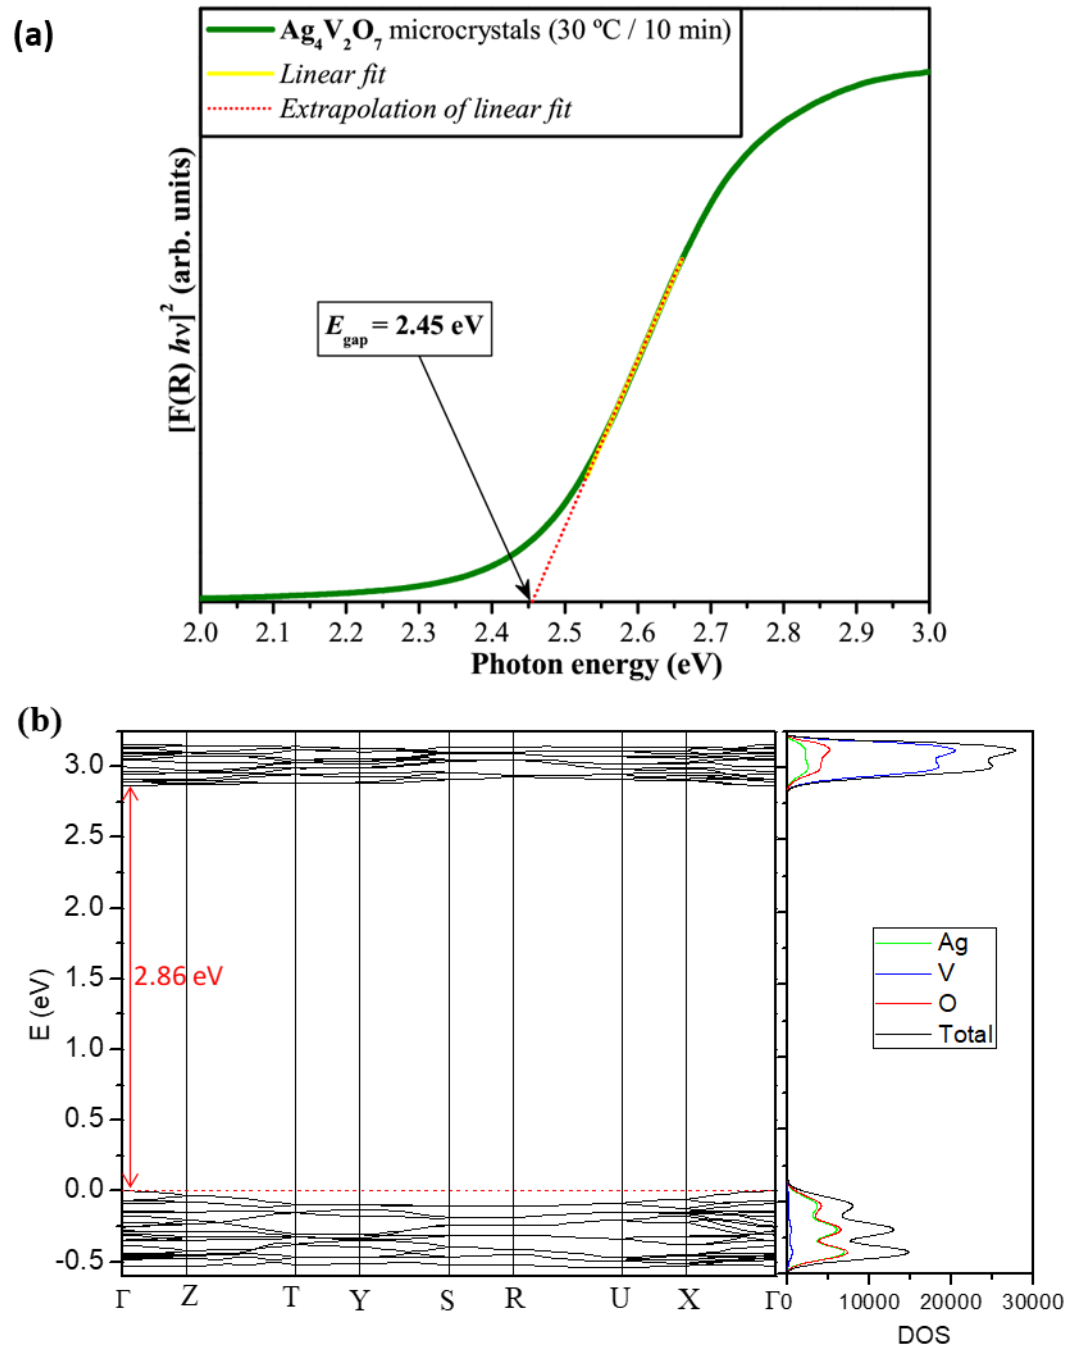 (a)
Ag4V2O7 microcrystals (30 ºC / 10 min)
Linear fit
Extrapolation of linear fit
[F(R) hν]² (arb. units)
Egap = 2.45 eV
2.0 2.1 2.2 2.3 2.4 2.5 2.6 2.7 2.8 2.9 3.0
Photon energy (eV)
(b)
3.0
2.5
2.0
1.5
1.0
0.5
0.0
-0.5
E (eV)
2.86 eV
Γ Z T Y S R U X Γ
Ag
V
O
Total
0 10000 20000 30000
DOS